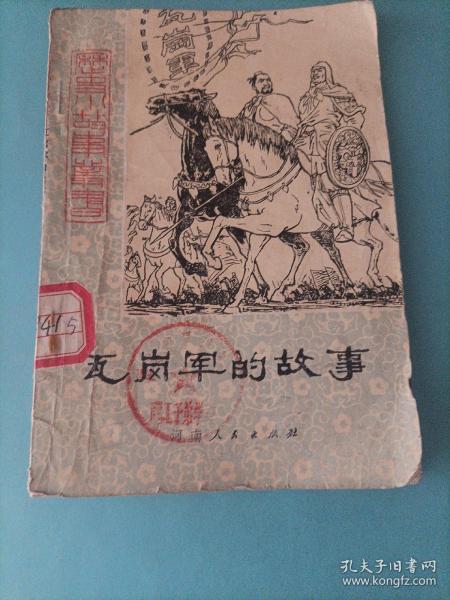 瓦岗军
历史小故事丛书
415
瓦岗军的故事
河南人民出版社
孔夫子旧书网
www.kongfz.com